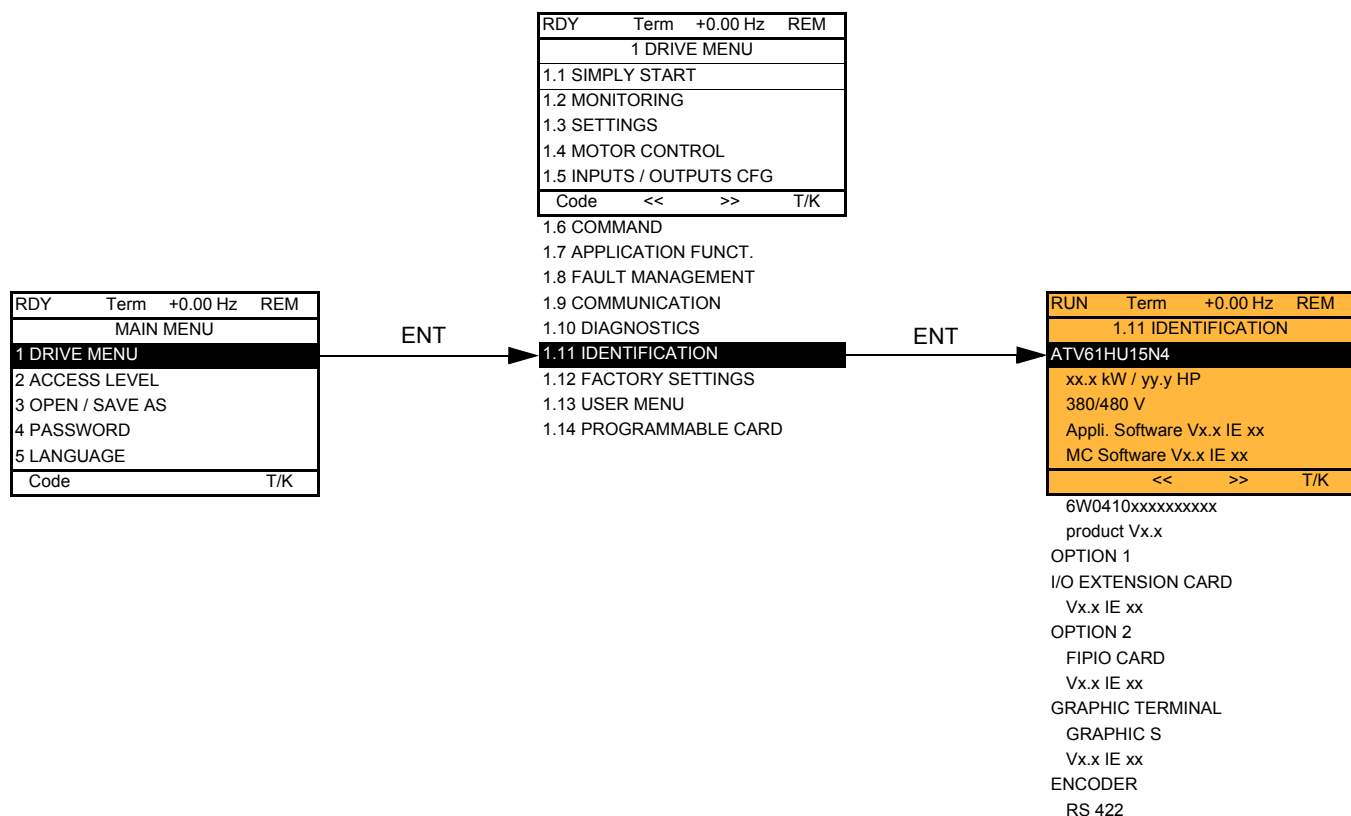 RDY Term +0.00 Hz REM
MAIN MENU
1 DRIVE MENU
2 ACCESS LEVEL
3 OPEN / SAVE AS
4 PASSWORD
5 LANGUAGE
Code T/K
ENT
RDY Term +0.00 Hz REM
1 DRIVE MENU
1.1 SIMPLY START
1.2 MONITORING
1.3 SETTINGS
1.4 MOTOR CONTROL
1.5 INPUTS / OUTPUTS CFG
Code << >> T/K
1.6 COMMAND
1.7 APPLICATION FUNCT.
1.8 FAULT MANAGEMENT
1.9 COMMUNICATION
1.10 DIAGNOSTICS
1.11 IDENTIFICATION
1.12 FACTORY SETTINGS
1.13 USER MENU
1.14 PROGRAMMABLE CARD
ENT
RUN Term +0.00 Hz REM
1.11 IDENTIFICATION
ATV61HU15N4
xx.x kW / yy.y HP
380/480 V
Appli. Software Vx.x IE xx
MC Software Vx.x IE xx
<< >> T/K
6W0410xxxxxxxxxx
product Vx.x
OPTION 1
I/O EXTENSION CARD
Vx.x IE xx
OPTION 2
FIPIO CARD
Vx.x IE xx
GRAPHIC TERMINAL
GRAPHIC S
Vx.x IE xx
ENCODER
RS 422